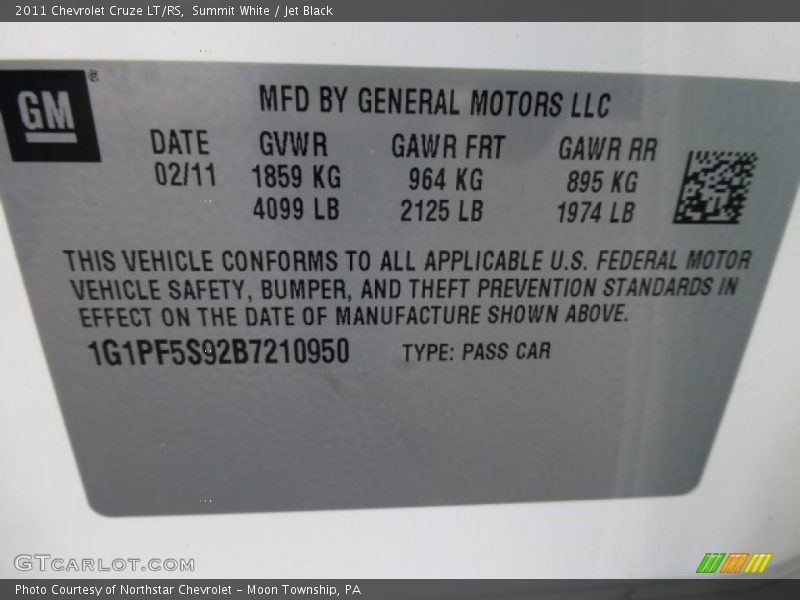 2011 Chevrolet Cruze LT/RS, Summit White / Jet Black
GM ®
MFD BY GENERAL MOTORS LLC
DATE GVWR GAWR FRT GAWR RR
02/11 1859 KG 964 KG 895 KG
4099 LB 2125 LB 1974 LB
THIS VEHICLE CONFORMS TO ALL APPLICABLE U.S. FEDERAL MOTOR
VEHICLE SAFETY, BUMPER, AND THEFT PREVENTION STANDARDS IN
EFFECT ON THE DATE OF MANUFACTURE SHOWN ABOVE.
1G1PF5S92B7210950 TYPE: PASS CAR
GTCARLOT.COM
Photo Courtesy of Northstar Chevrolet - Moon Township, PA